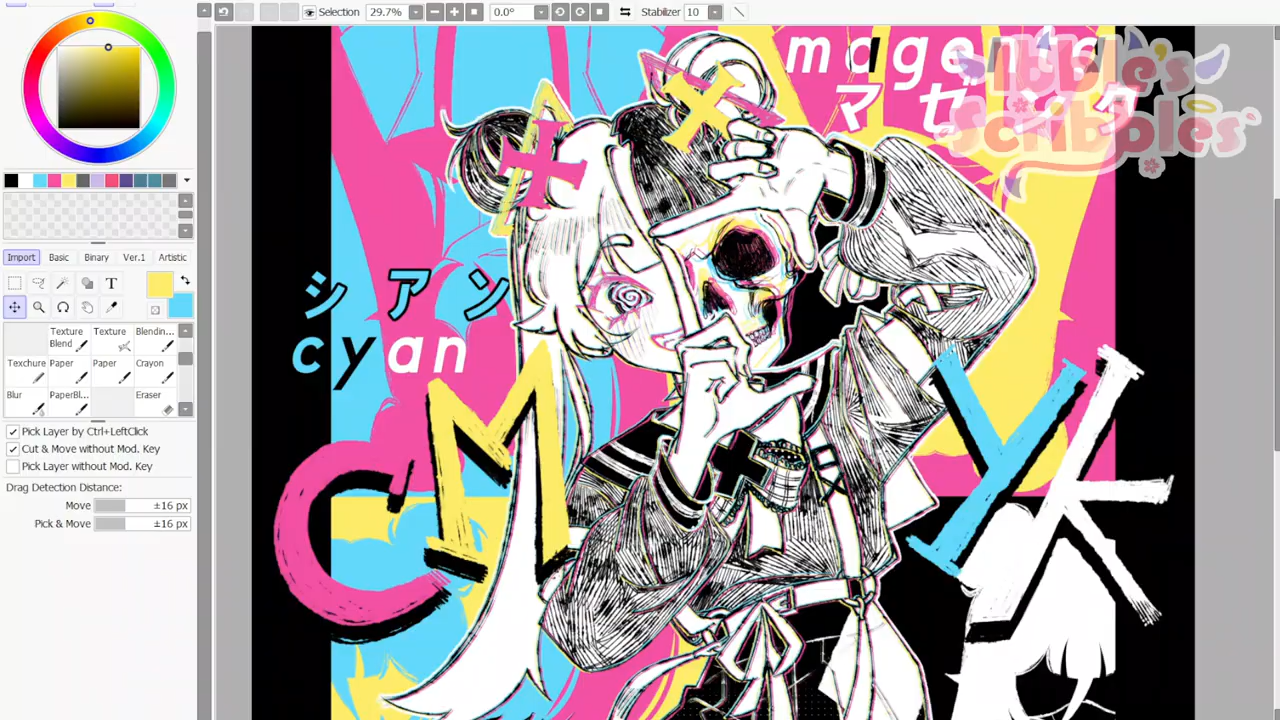 Selection
29.7%
0.0°
Stabilizer 10
magenta
マゼンタ
Ibble's
Scribbles
シアン
cyan
C M Y K
Import
Basic
Binary
Ver.1
Artistic
T
Texture Blend
Texture
Blendin...
Texchure
Paper
Paper
Crayon
Blur
PaperBl...
Eraser
Pick Layer by Ctrl+LeftClick
Cut & Move without Mod. Key
Pick Layer without Mod. Key
Drag Detection Distance:
Move ±16 px
Pick & Move ±16 px